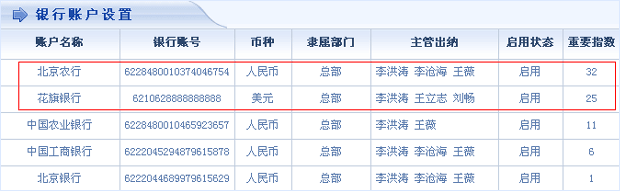 银行账户设置
账户名称 银行账号 币种 隶属部门 主管出纳 启用状态 重要指数
北京农行 6228480010374046754 人民币 总部 李洪涛 李沧海 王薇 启用 32
花旗银行 6210628888888888 美元 总部 李洪涛 王立志 刘畅 启用 25
中国农业银行 6228480010465923657 人民币 总部 李洪涛 王薇 启用 11
中国工商银行 6222045294879615878 人民币 总部 李洪涛 李沧海 王薇 启用 6
北京银行 6222044689979615629 人民币 总部 李洪涛 李沧海 王薇 启用 1